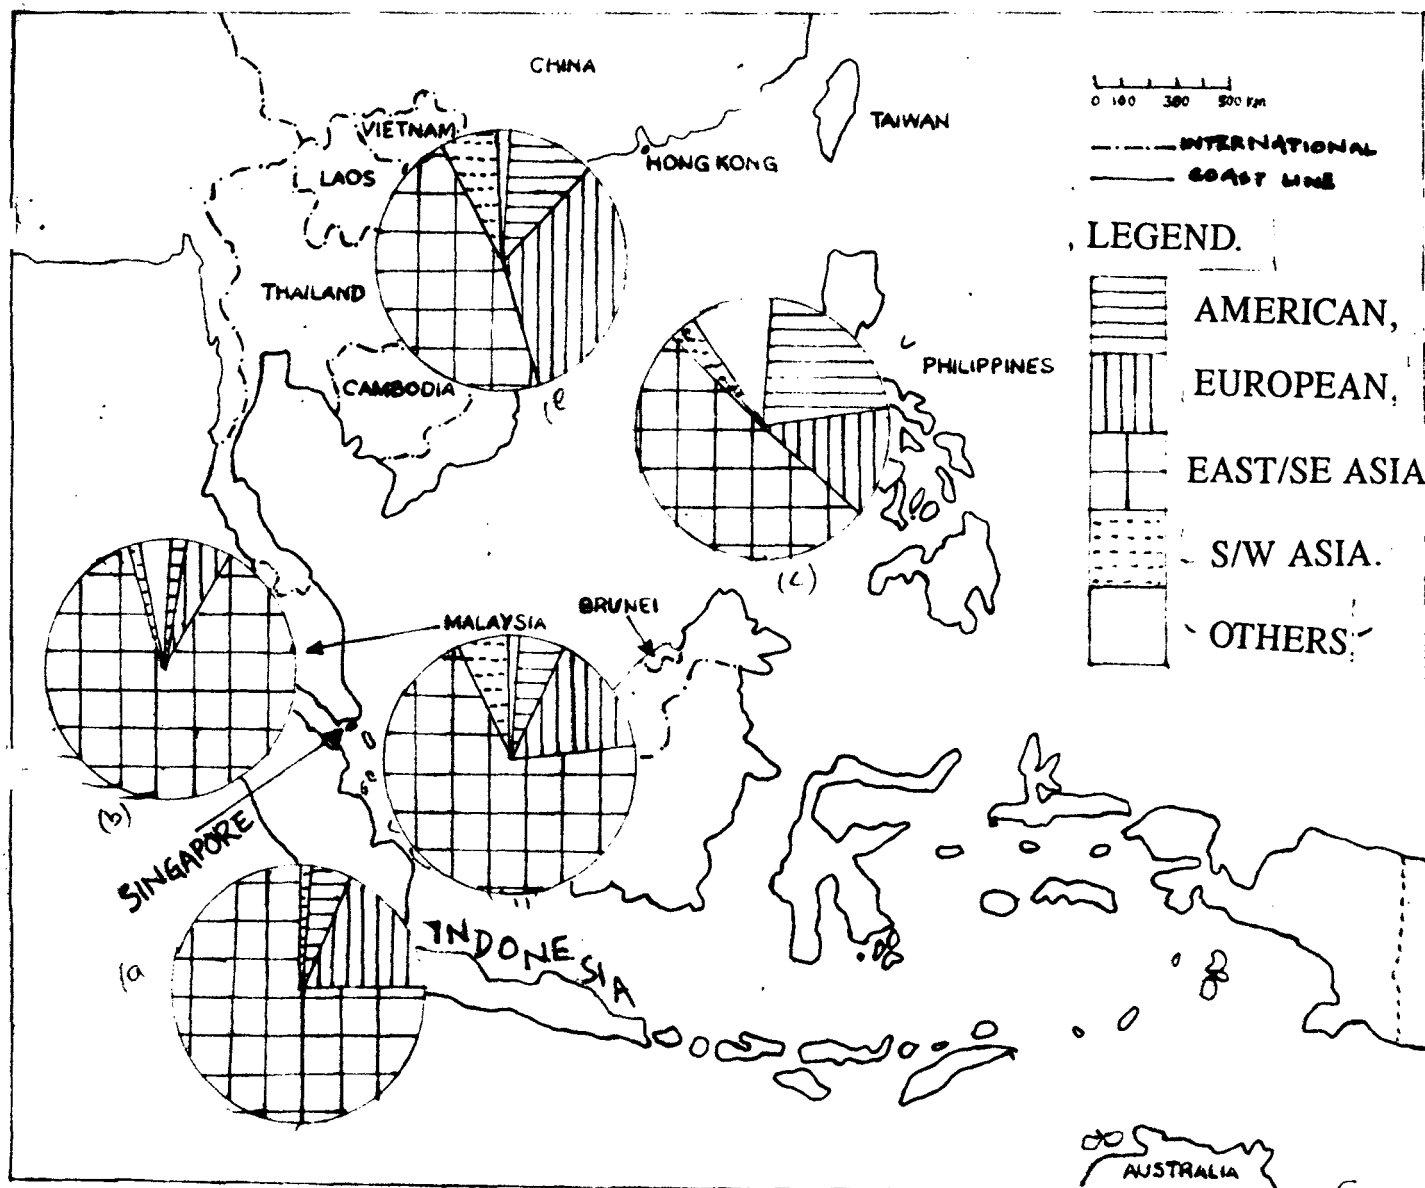 CHINA
TAIWAN
0 100 300 500 Km
VIETNAM
INTERNATIONAL
HONG KONG
COAST LINE
LAOS
LEGEND.
THAILAND
AMERICAN,
PHILIPPINES
CAMBODIA
EUROPEAN,
EAST/SE ASIA
S/W ASIA.
(c)
BRUNEI
MALAYSIA
OTHERS
(b)
SINGAPORE
INDONESIA
(a
AUSTRALIA